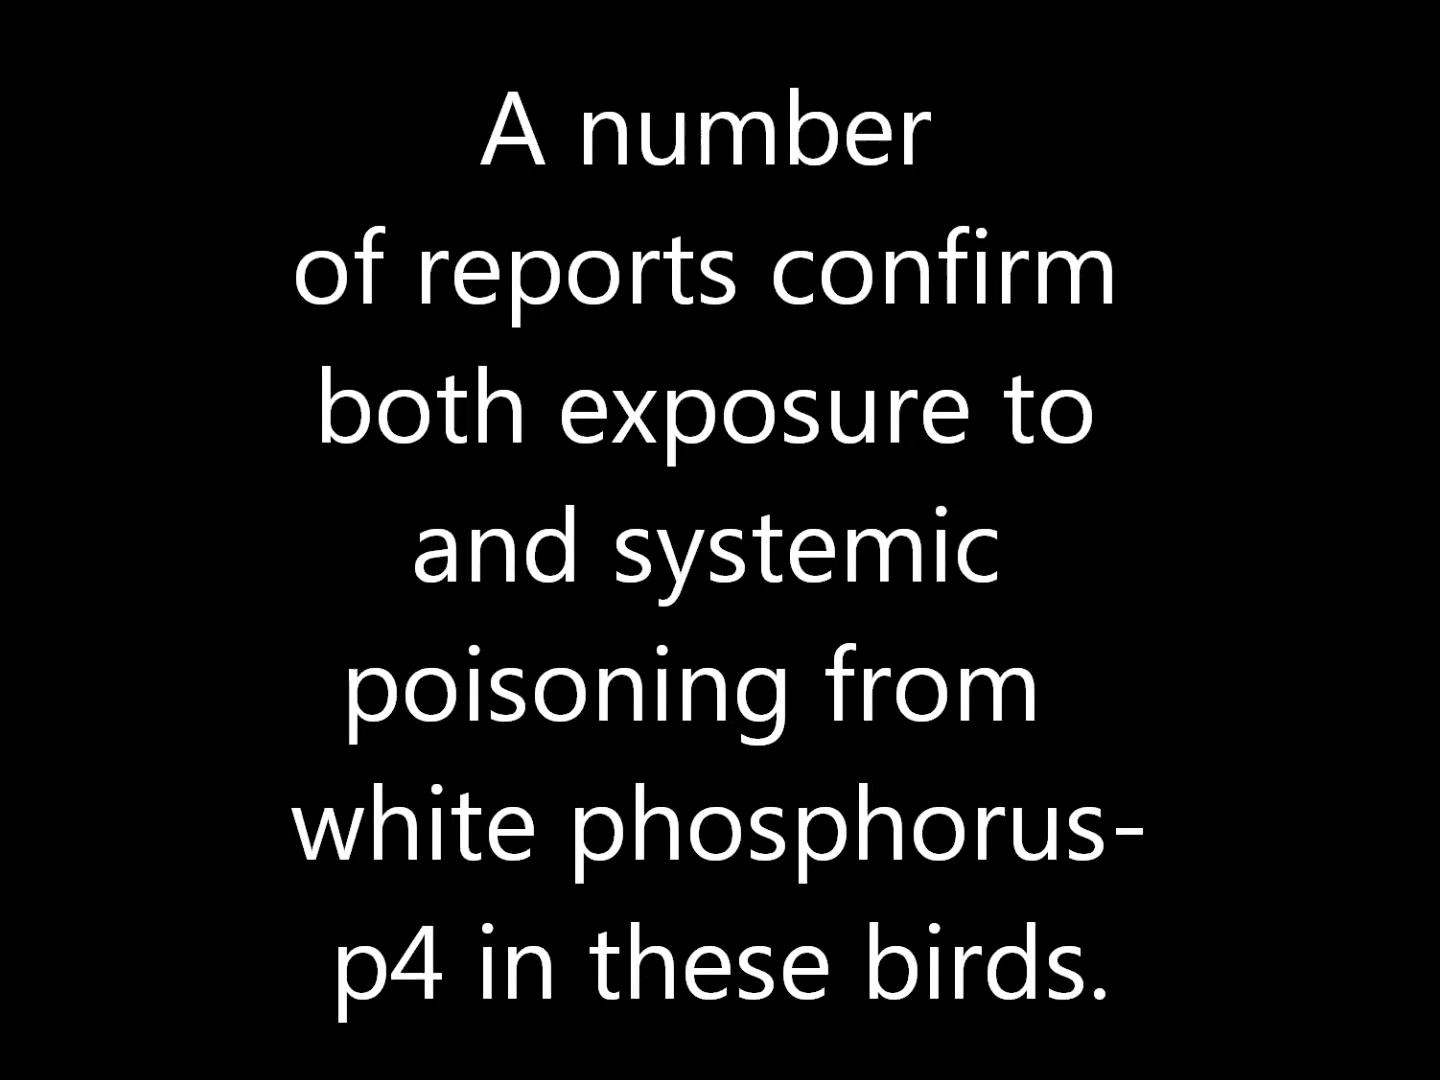 A number
of reports confirm
both exposure to
and systemic
poisoning from
white phosphorus-
p4 in these birds.